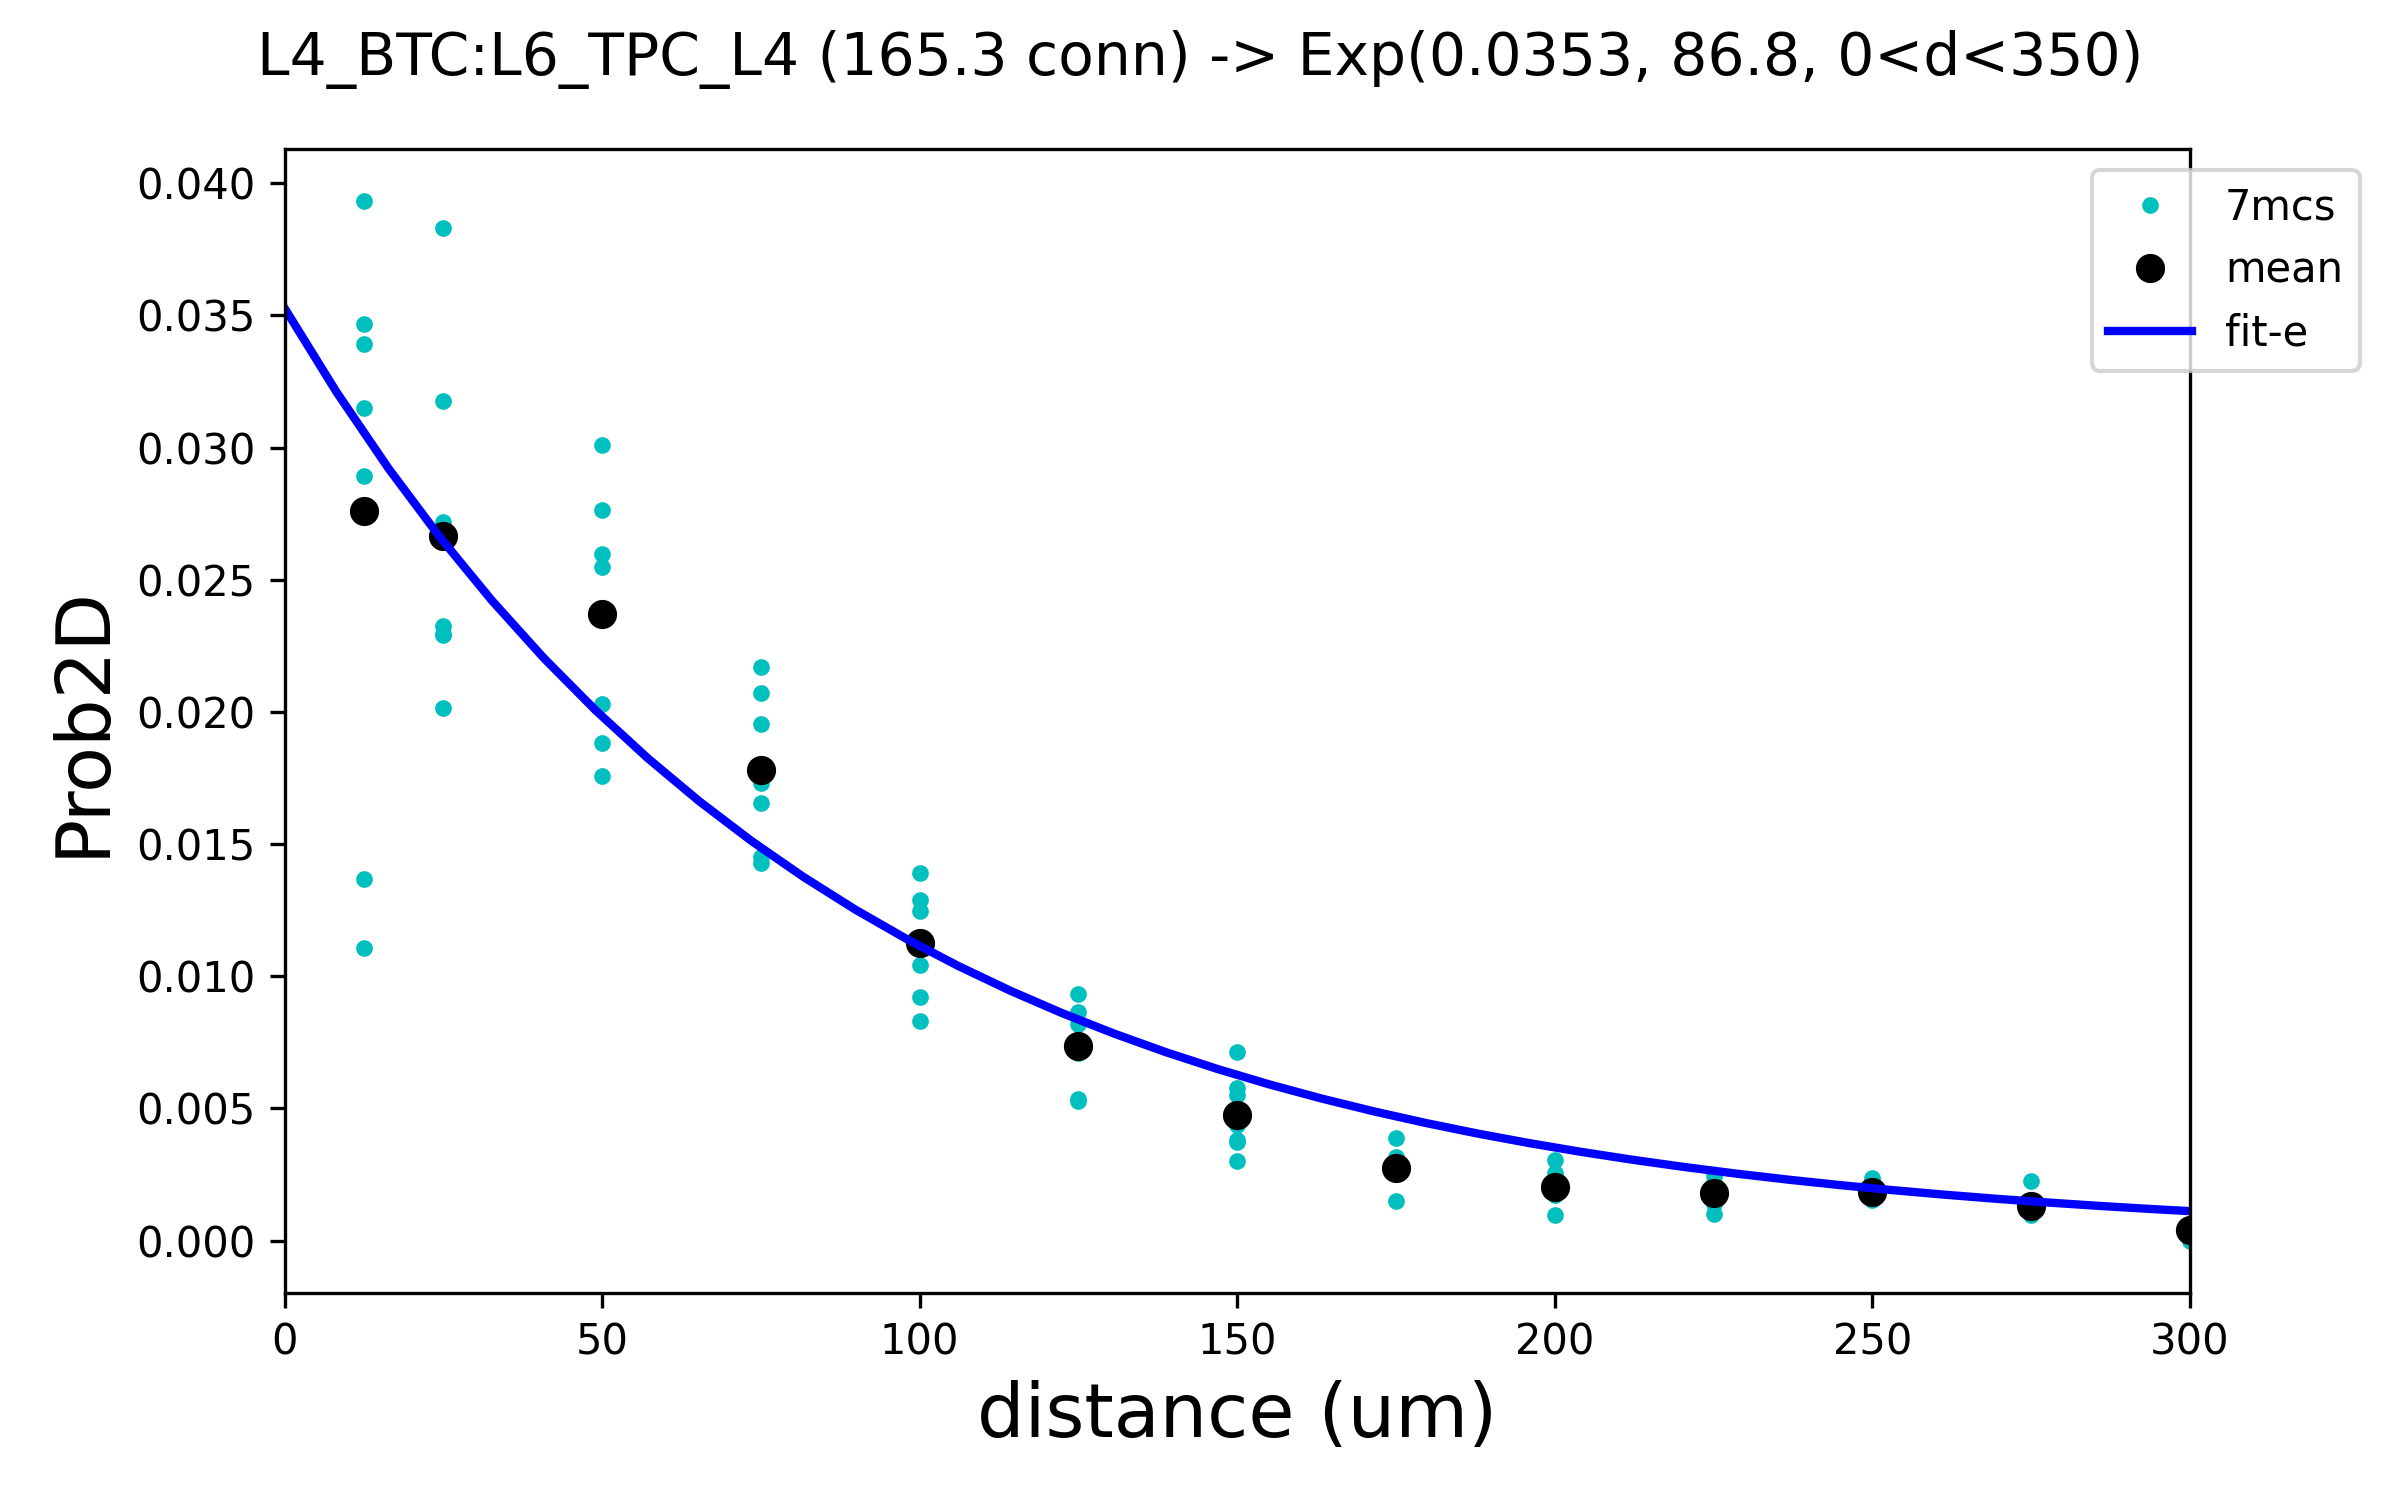 L4_BTC:L6_TPC_L4 (165.3 conn) -> Exp(0.0353, 86.8, 0<d<350)
7mcs
mean
fit-e
Prob2D
0.040
0.035
0.030
0.025
0.020
0.015
0.010
0.005
0.000
0 50 100 150 200 250 300
distance (um)